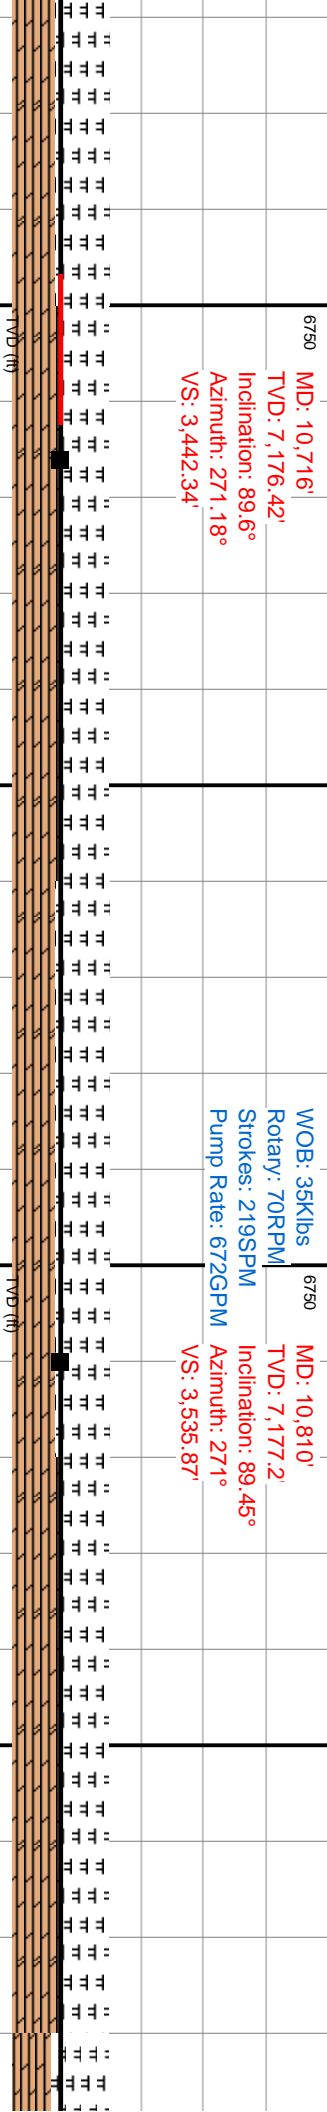 6750
MD: 10,716'
TVD: 7,176.42'
Inclination: 89.6°
Azimuth: 271.18°
VS: 3,442.34'
TVD (ft)
WOB: 35Klbs
Rotary: 70RPM
Strokes: 219SPM
Pump Rate: 672GPM
6750
MD: 10,810'
TVD: 7,177.2'
Inclination: 89.45°
Azimuth: 271°
VS: 3,535.87'
TVD (ft)